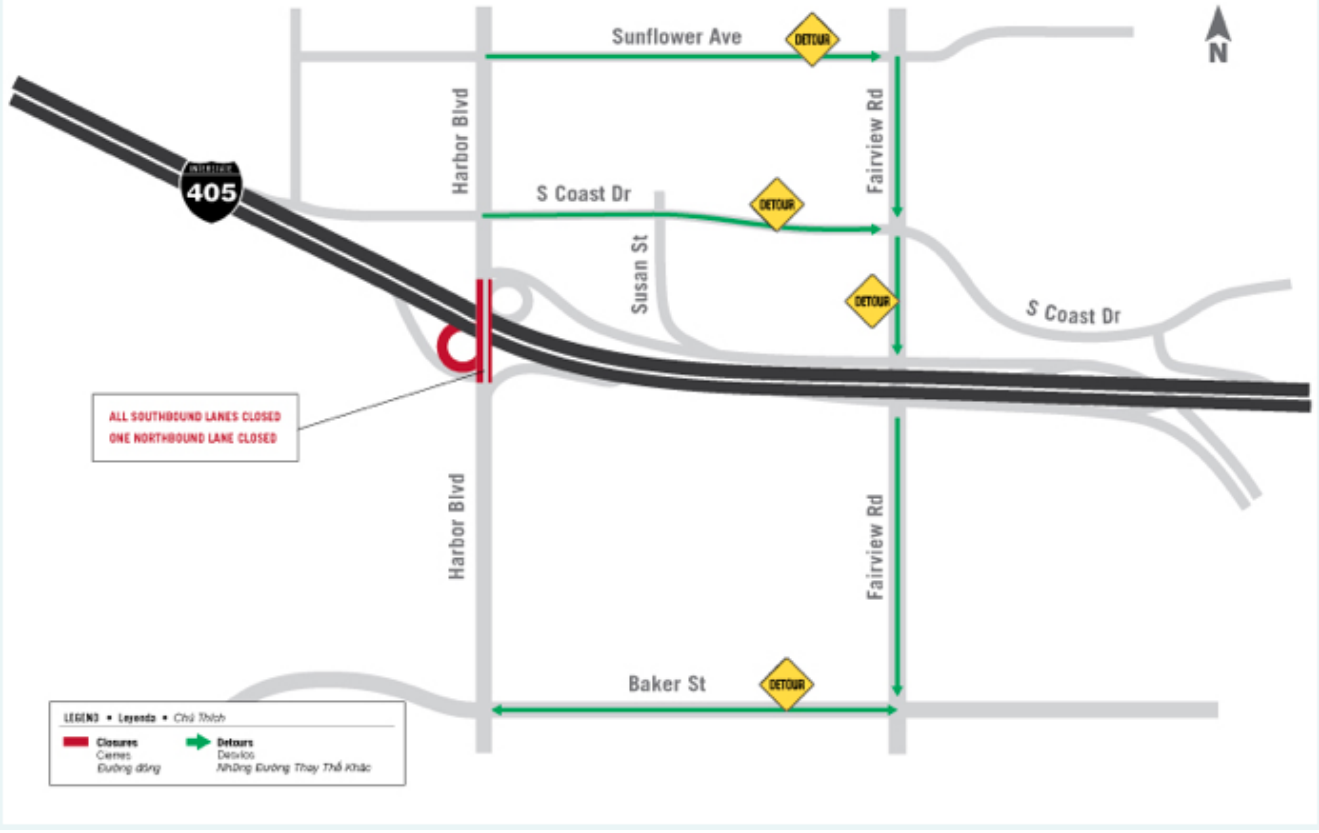 Sunflower Ave
DETOUR
N
Harbor Blvd
Fairview Rd
INTERSTATE
405
S Coast Dr
DETOUR
Susan St
DETOUR
S Coast Dr
ALL SOUTHBOUND LANES CLOSED
ONE NORTHBOUND LANE CLOSED
Harbor Blvd
Fairview Rd
Baker St
DETOUR
LEGEND • Leyenda • Chú Thích
Closures
Cierres
Đường đóng
Detours
Desvíos
Những Đường Thay Thế Khác